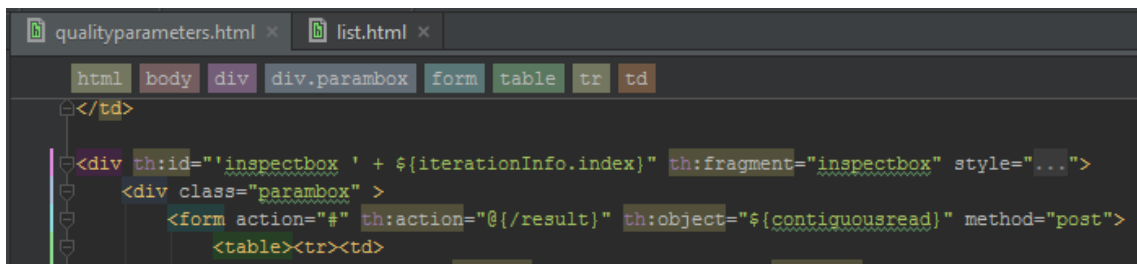 qualityparameters.html × list.html ×
html body div div.parambox form table tr td
</td>
<div th:id="'inspectbox ' + ${iterationInfo.index}" th:fragment="inspectbox" style="...">
<div class="parambox" >
<form action="#" th:action="@{/result}" th:object="${contiguousread}" method="post">
<table><tr><td>